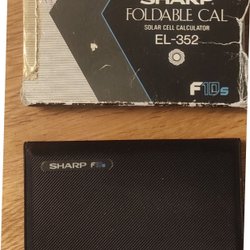 SHARP
FOLDABLE CAL
SOLAR CELL CALCULATOR
EL-352
F10s
SHARP F10s